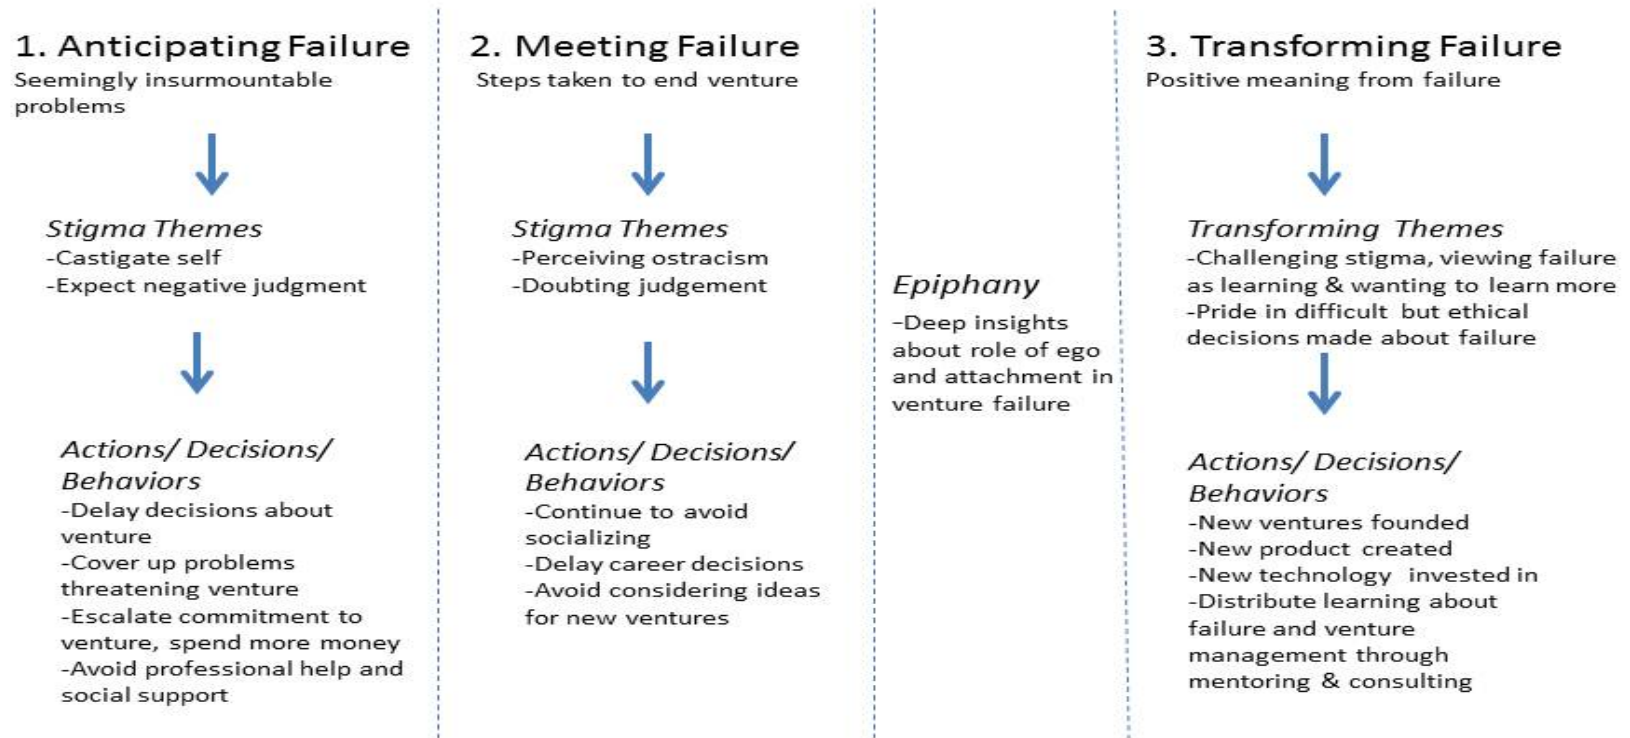 1. Anticipating Failure
Seemingly insurmountable
problems
Stigma Themes
-Castigate self
-Expect negative judgment
Actions/ Decisions/
Behaviors
-Delay decisions about
venture
-Cover up problems
threatening venture
-Escalate commitment to
venture, spend more money
-Avoid professional help and
social support
2. Meeting Failure
Steps taken to end venture
Stigma Themes
-Perceiving ostracism
-Doubting judgement
Actions/ Decisions/
Behaviors
-Continue to avoid
socializing
-Delay career decisions
-Avoid considering ideas
for new ventures
Epiphany
-Deep insights
about role of ego
and attachment in
venture failure
3. Transforming Failure
Positive meaning from failure
Transforming Themes
-Challenging stigma, viewing failure
as learning & wanting to learn more
-Pride in difficult but ethical
decisions made about failure
Actions/ Decisions/
Behaviors
-New ventures founded
-New product created
-New technology invested in
-Distribute learning about
failure and venture
management through
mentoring & consulting